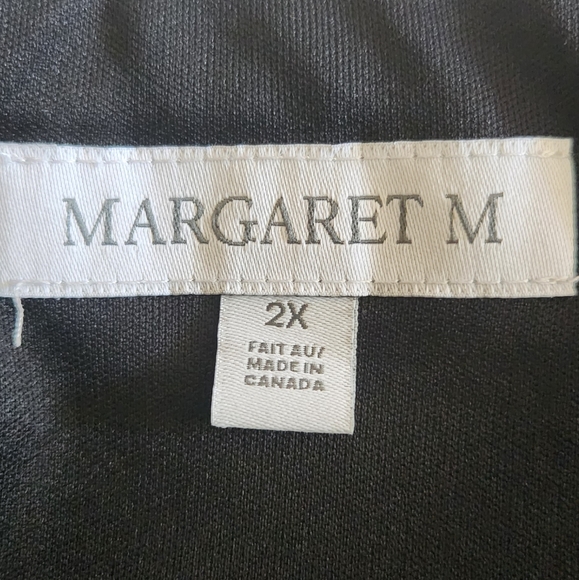 MARGARET M
2X
FAIT AU/
MADE IN
CANADA